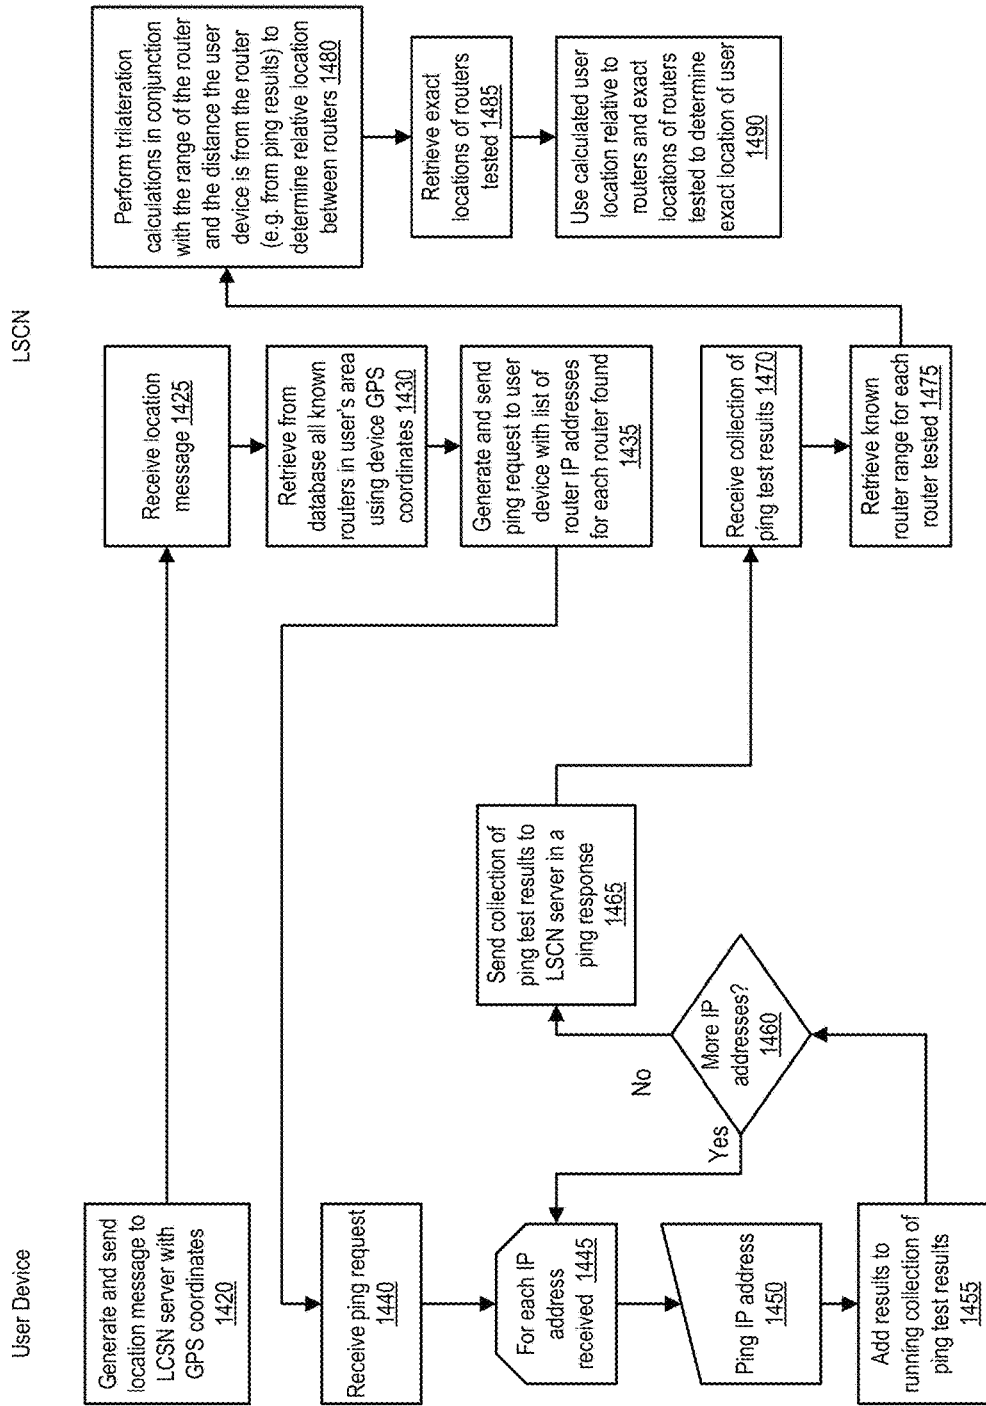 User Device
LSCN
Generate and send
location message to
LCSN server with
GPS coordinates
1420
Receive location
message 1425
Retrieve from
database all known
routers in user's area
using device GPS
coordinates 1430
Generate and send
ping request to user
device with list of
router IP addresses
for each router found
1435
Receive ping request
1440
For each IP
address
received 1445
Ping IP address
1450
Add results to
running collection of
ping test results
1455
More IP
addresses?
1460
Yes
No
Send collection of
ping test results to
LSCN server in a
ping response
1465
Receive collection of
ping test results 1470
Retrieve known
router range for each
router tested 1475
Perform trilateration
calculations in conjunction
with the range of the router
and the distance the user
device is from the router
(e.g. from ping results) to
determine relative location
between routers 1480
Retrieve exact
locations of routers
tested 1485
Use calculated user
location relative to
routers and exact
locations of routers
tested to determine
exact location of user
1490